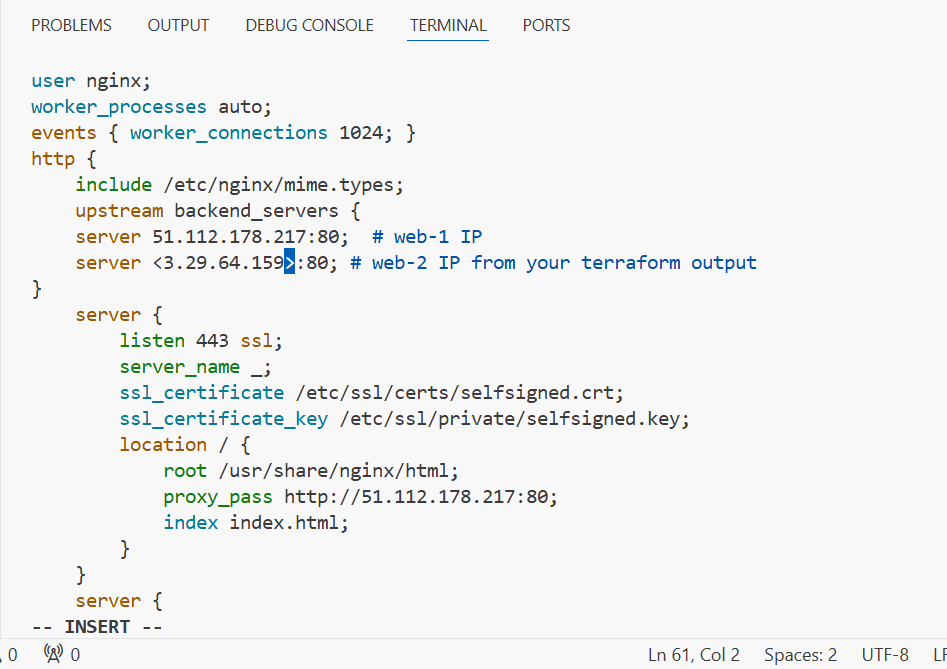 PROBLEMS OUTPUT DEBUG CONSOLE TERMINAL PORTS
user nginx;
worker_processes auto;
events { worker_connections 1024; }
http {
    include /etc/nginx/mime.types;
    upstream backend_servers {
    server 51.112.178.217:80;  # web-1 IP
    server <3.29.64.159>:80; # web-2 IP from your terraform output
}
    server {
        listen 443 ssl;
        server_name _;
        ssl_certificate /etc/ssl/certs/selfsigned.crt;
        ssl_certificate_key /etc/ssl/private/selfsigned.key;
        location / {
            root /usr/share/nginx/html;
            proxy_pass http://51.112.178.217:80;
            index index.html;
        }
    }
    server {
-- INSERT --
0 0 Ln 61, Col 2 Spaces: 2 UTF-8